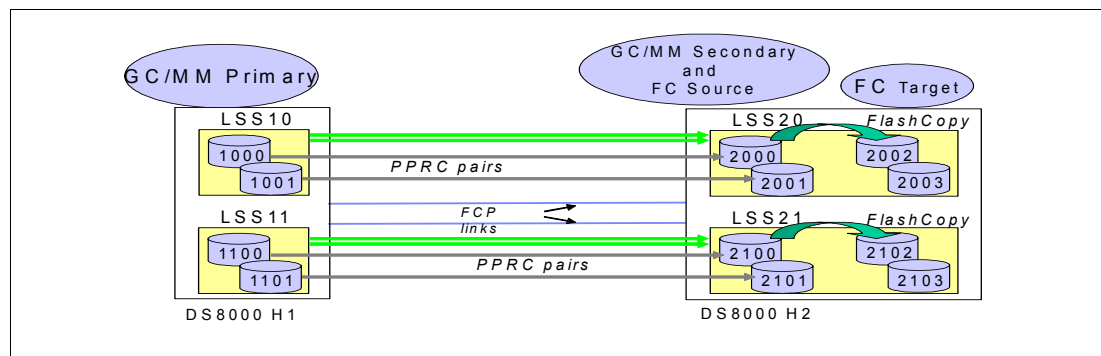 GC/MM Primary
GC/MM Secondary
and
FC Source
FC Target
LSS10
LSS20
FlashCopy
1000
1001
PPRC pairs
2000
2001
2002
2003
FCP
links
LSS11
LSS21
FlashCopy
1100
1101
PPRC pairs
2100
2101
2102
2103
DS8000 H1
DS8000 H2